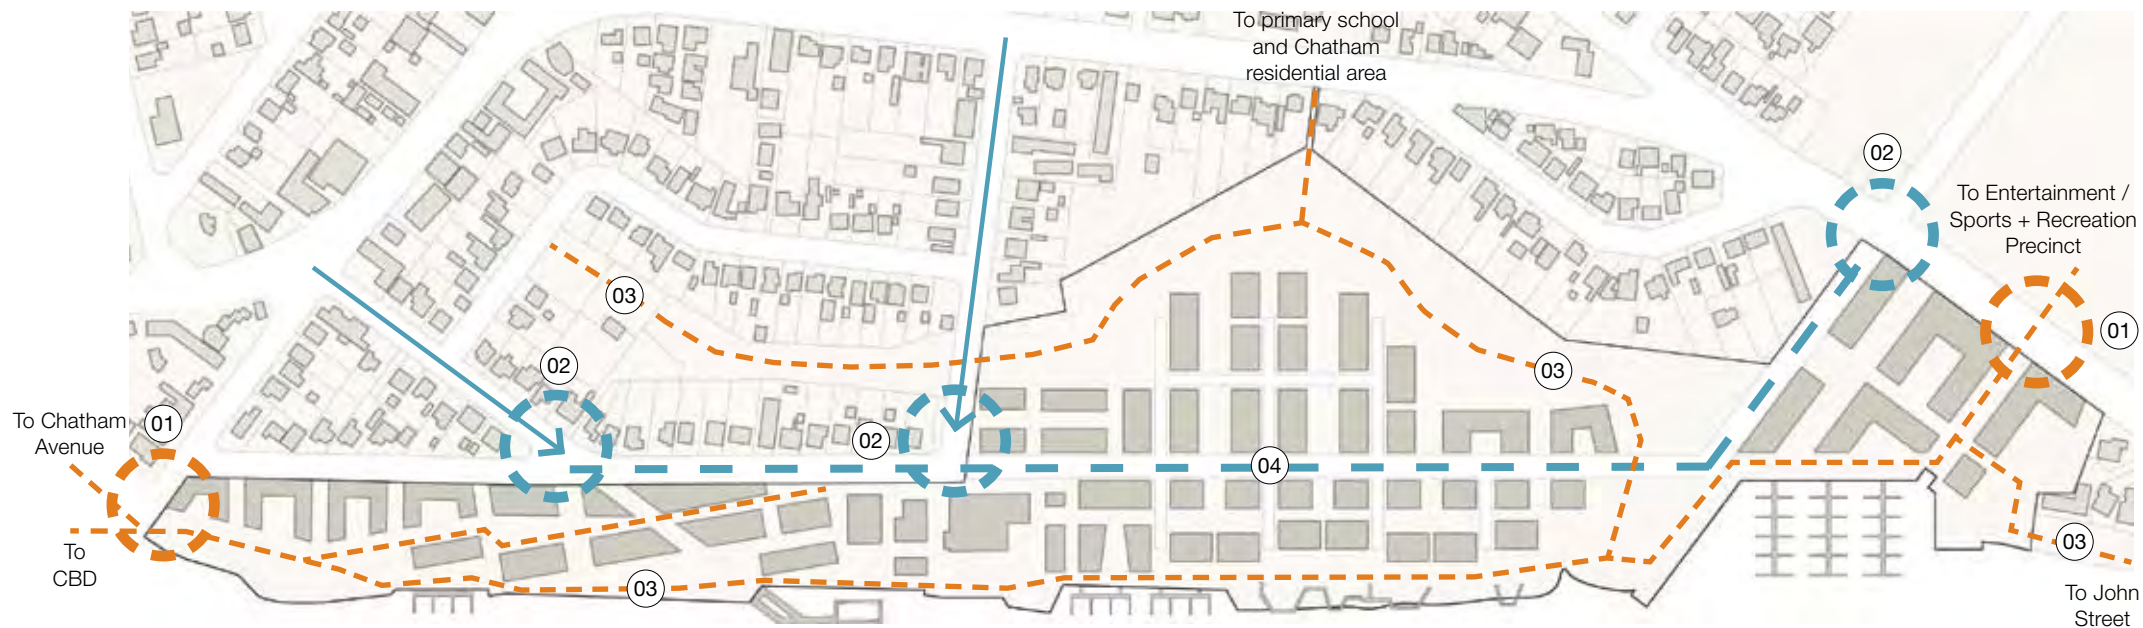 To primary school
and Chatham
residential area
02
To Entertainment /
Sports + Recreation
Precinct
03
01
02
03
To Chatham
Avenue
01
02
04
To
CBD
03
03
To John
Street